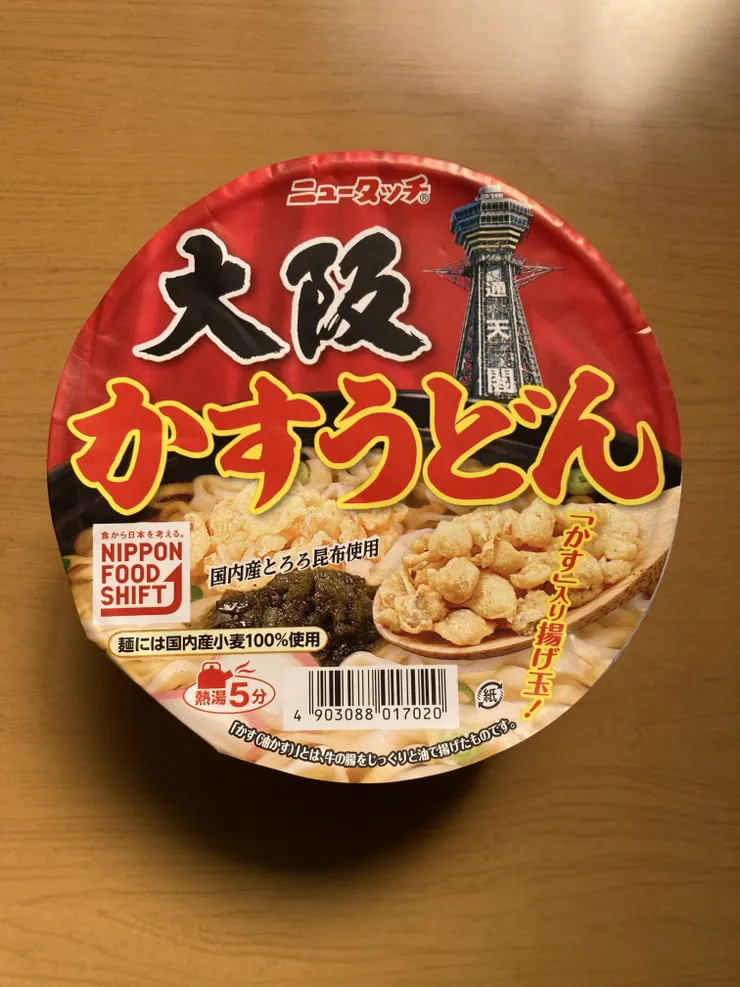 ニュータッチ®
大阪
通天閣
かすうどん
食から日本を考える。
NIPPON
FOOD
SHIFT
国内産とろろ昆布使用
「かす」入り揚げ玉!
麺には国内産小麦100%使用
熱湯5分
4 903088 017020
紙
「かす(油かす)」とは、牛の腸をじっくりと油で揚げたものです。